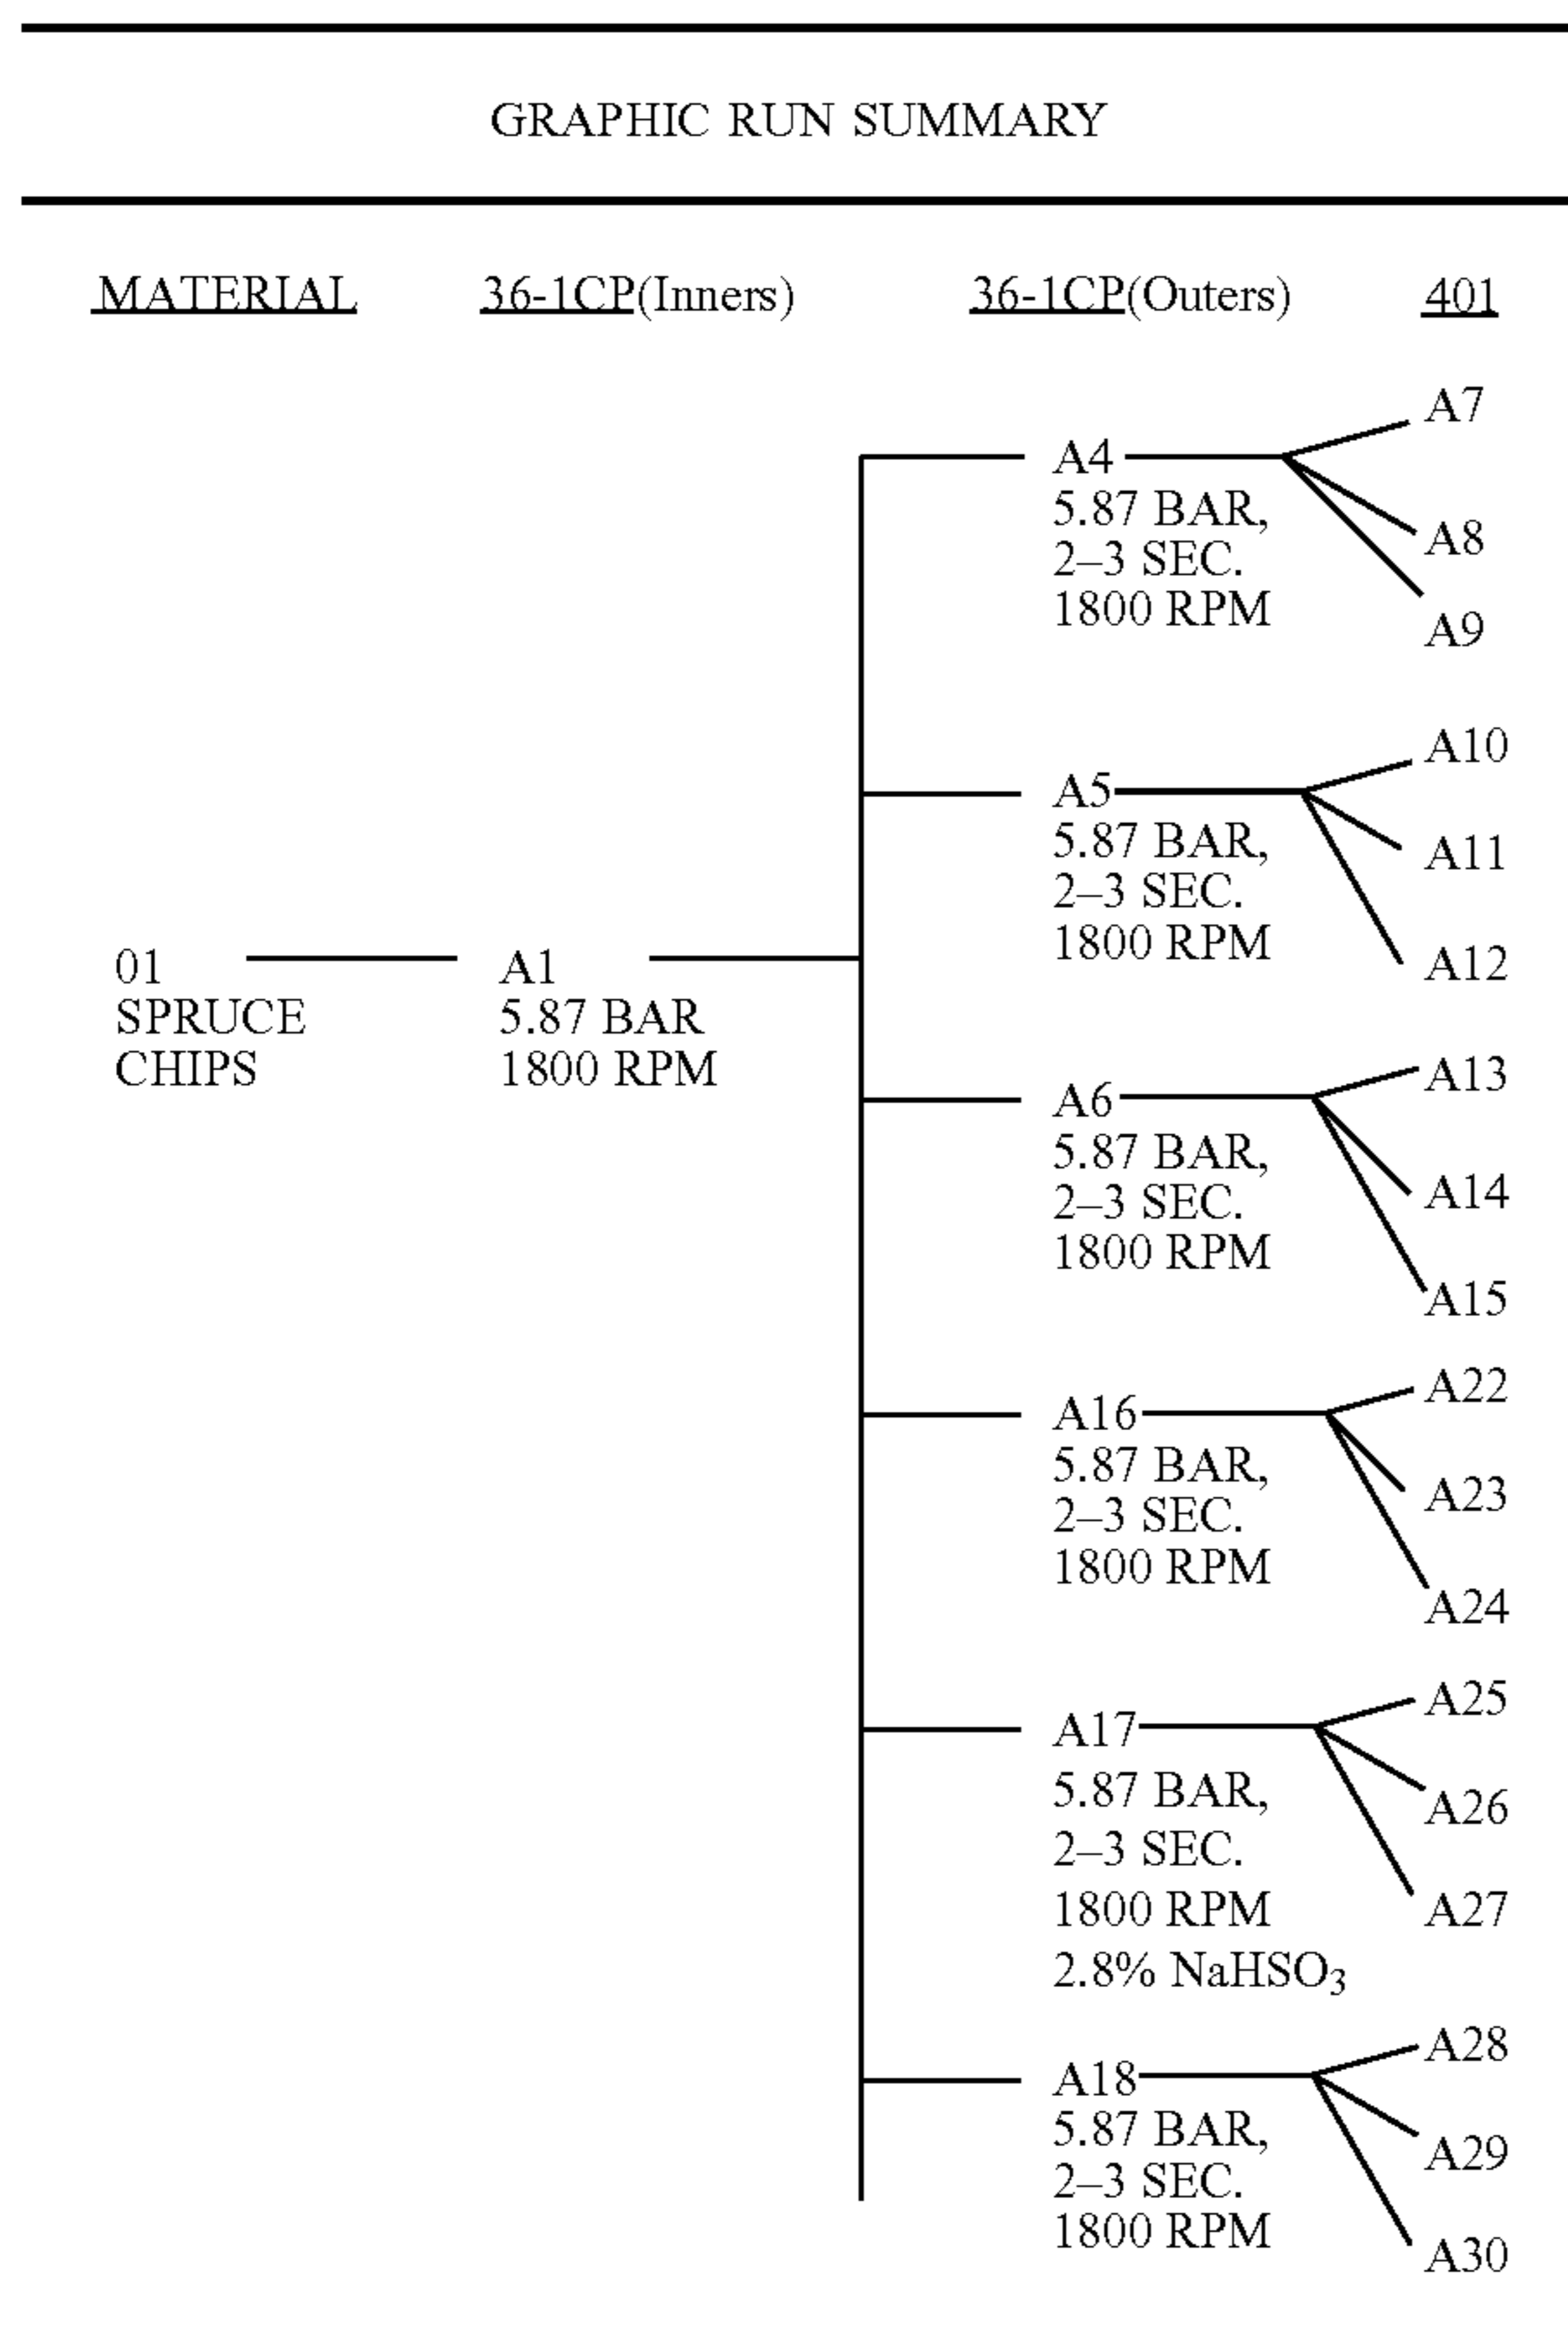 GRAPHIC RUN SUMMARY
MATERIAL 36-1CP(Inners) 36-1CP(Outers) 401
A7
A4
5.87 BAR,
2–3 SEC.
1800 RPM
A8
A9
A10
A5
5.87 BAR,
2–3 SEC.
1800 RPM
A11
A12
01
SPRUCE
CHIPS
A1
5.87 BAR
1800 RPM
A13
A6
5.87 BAR,
2–3 SEC.
1800 RPM
A14
A15
A22
A16
5.87 BAR,
2–3 SEC.
1800 RPM
A23
A24
A25
A17
5.87 BAR,
2–3 SEC.
1800 RPM
2.8% NaHSO₃
A26
A27
A28
A18
5.87 BAR,
2–3 SEC.
1800 RPM
A29
A30